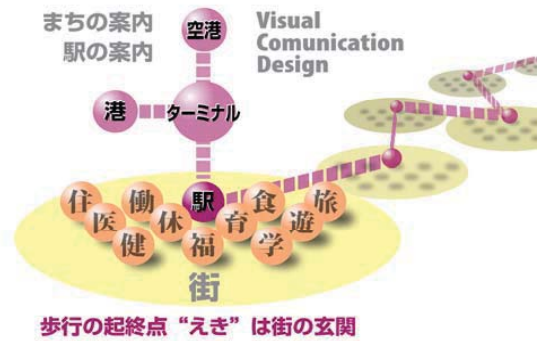 まちの案内
駅の案内
Visual
Comunication
Design
空港
港
ターミナル
駅
住
働
食
旅
医
休
育
遊
健
福
学
街
歩行の起終点 “えき” は街の玄関